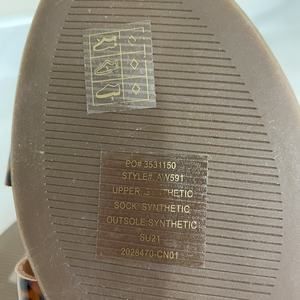 PO# 3531150
STYLE#: AW591
UPPER: SYNTHETIC
SOCK: SYNTHETIC
OUTSOLE: SYNTHETIC
SU21
2028470-CN01